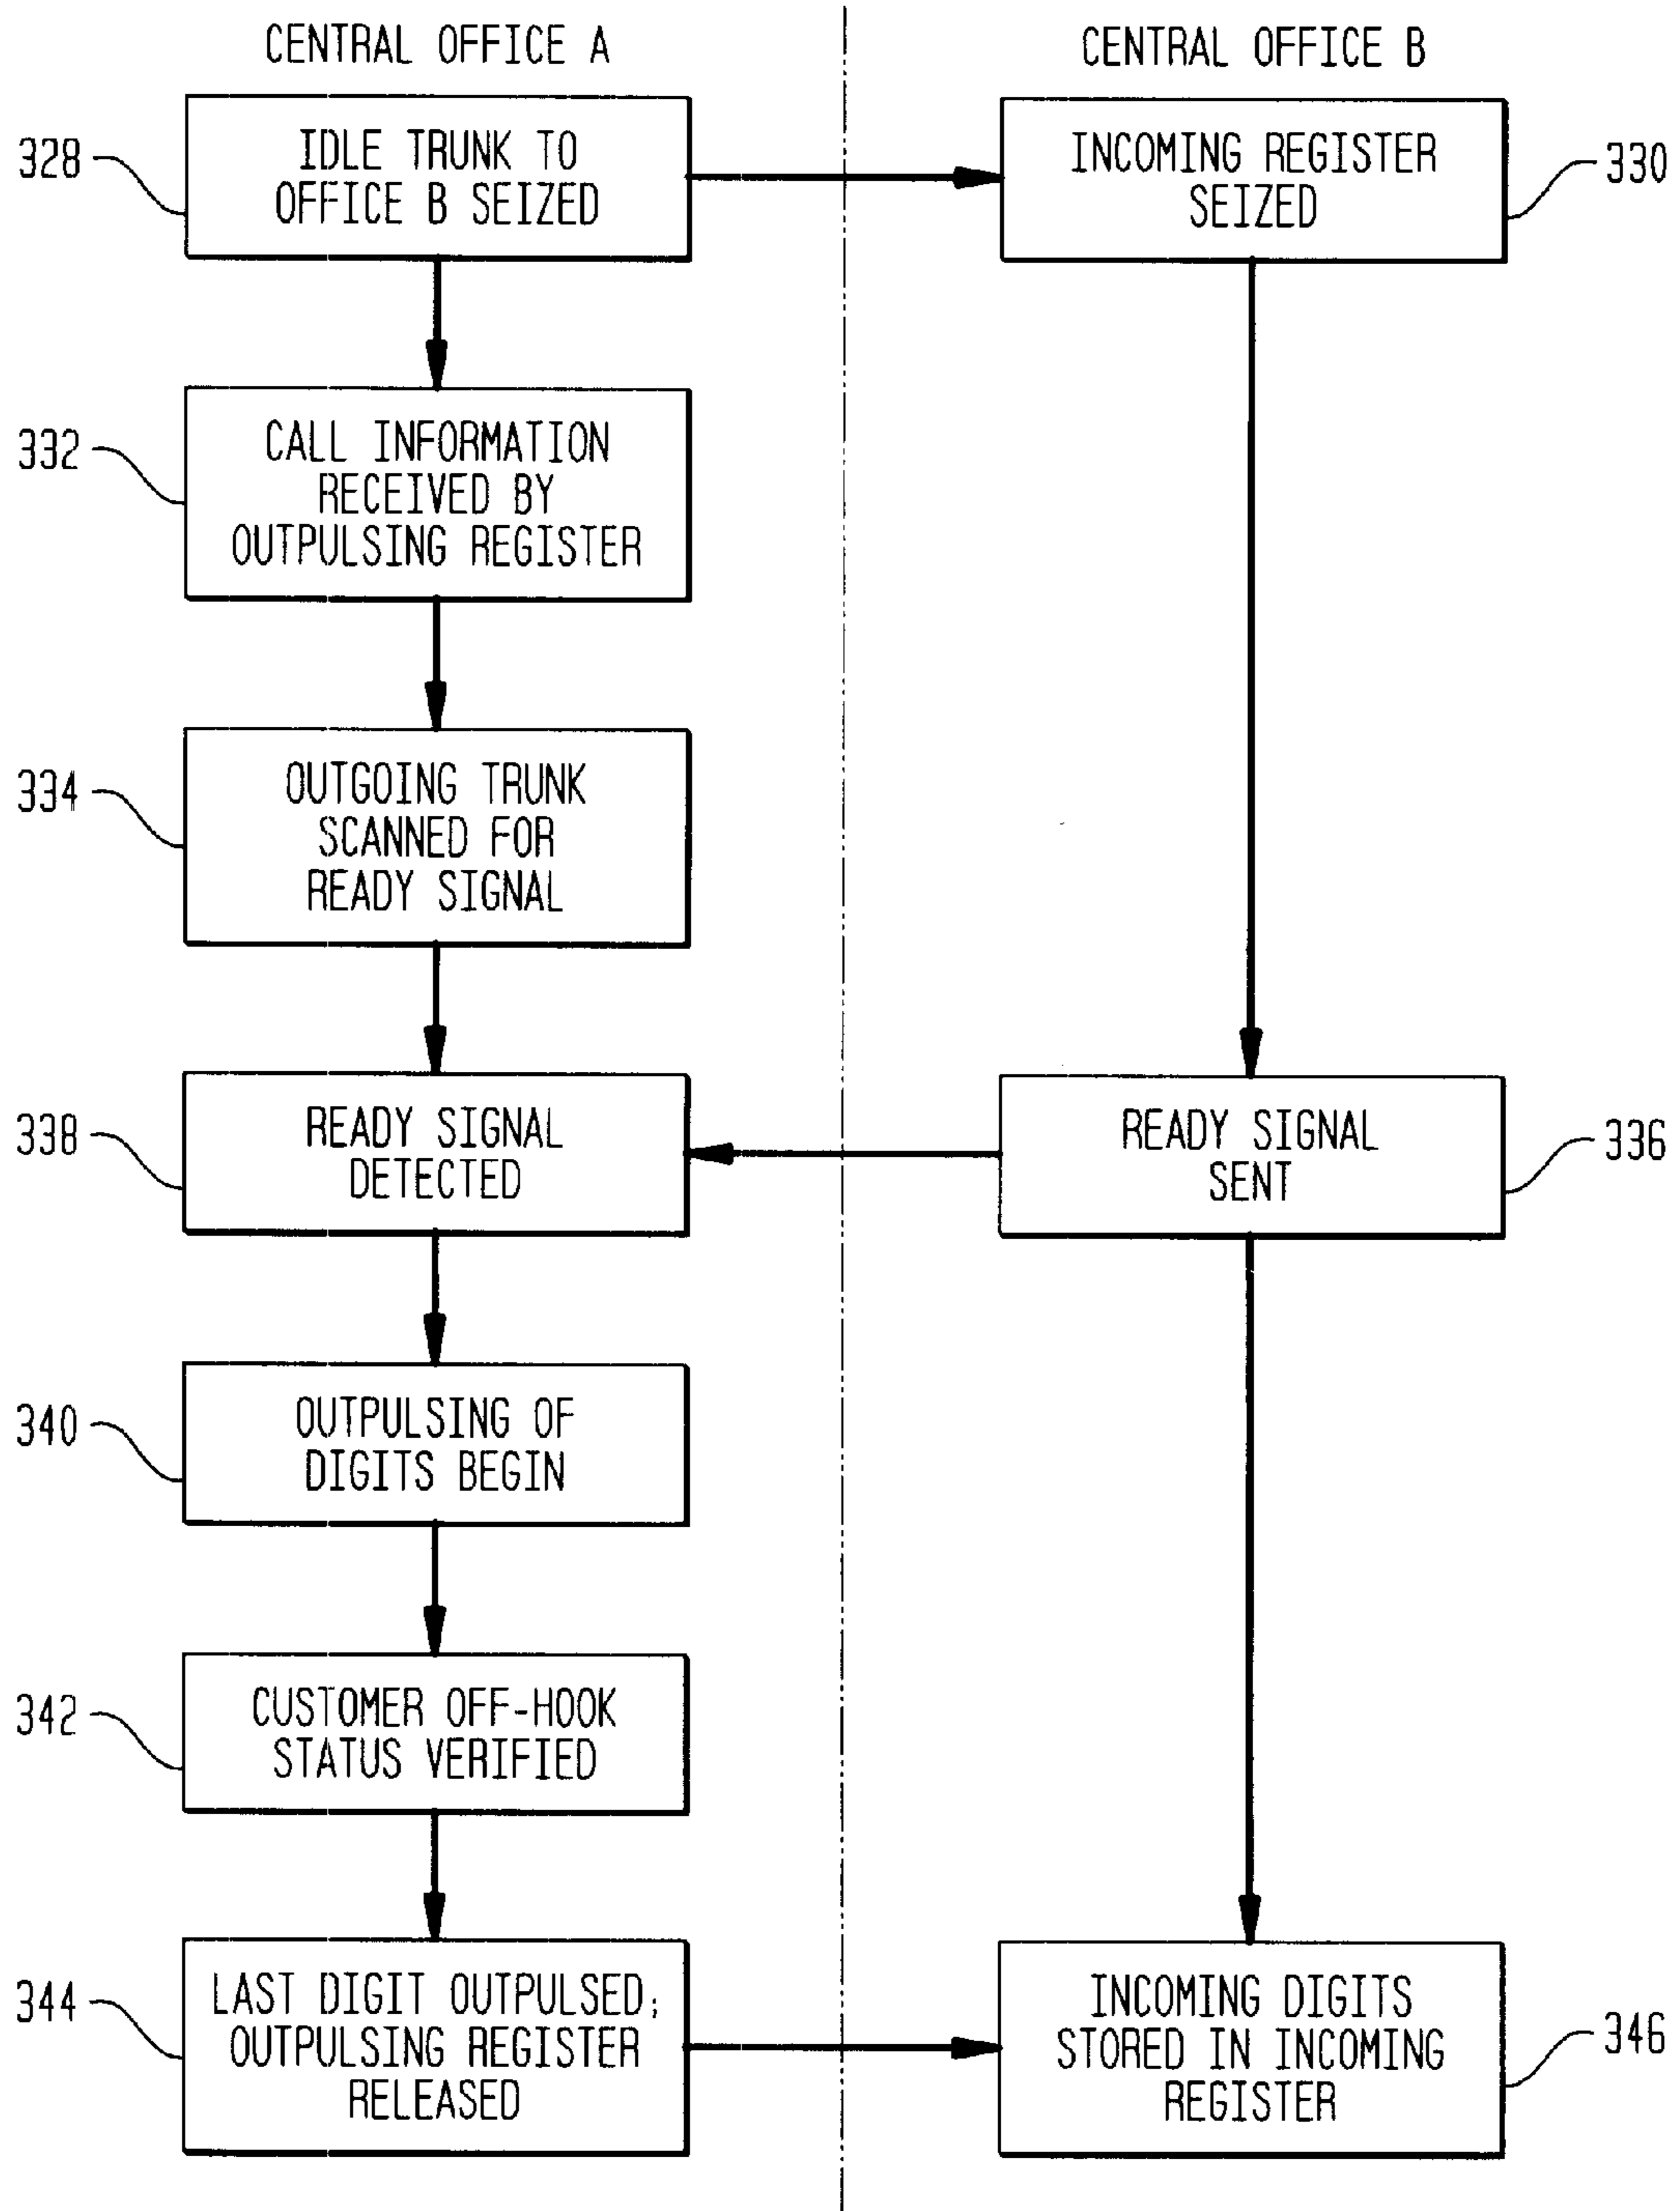 CENTRAL OFFICE A
CENTRAL OFFICE B
328
IDLE TRUNK TO
OFFICE B SEIZED
INCOMING REGISTER
SEIZED
330
332
CALL INFORMATION
RECEIVED BY
OUTPULSING REGISTER
334
OUTGOING TRUNK
SCANNED FOR
READY SIGNAL
338
READY SIGNAL
DETECTED
READY SIGNAL
SENT
336
340
OUTPULSING OF
DIGITS BEGIN
342
CUSTOMER OFF-HOOK
STATUS VERIFIED
344
LAST DIGIT OUTPULSED;
OUTPULSING REGISTER
RELEASED
INCOMING DIGITS
STORED IN INCOMING
REGISTER
346